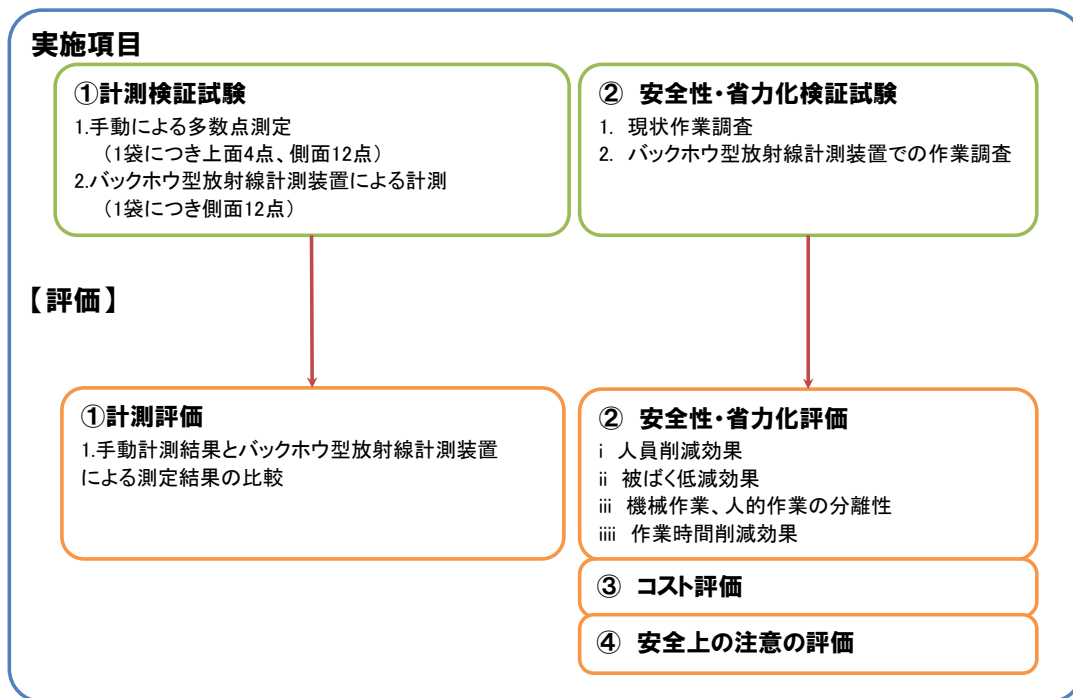 実施項目
①計測検証試験
1.手動による多数点測定
（1袋につき上面4点、側面12点）
2.バックホウ型放射線計測装置による計測
（1袋につき側面12点）
② 安全性・省力化検証試験
1. 現状作業調査
2. バックホウ型放射線計測装置での作業調査
【評価】
①計測評価
1.手動計測結果とバックホウ型放射線計測装置
による測定結果の比較
② 安全性・省力化評価
ⅰ 人員削減効果
ⅱ 被ばく低減効果
ⅲ 機械作業、人的作業の分離性
iiii 作業時間削減効果
③ コスト評価
④ 安全上の注意の評価